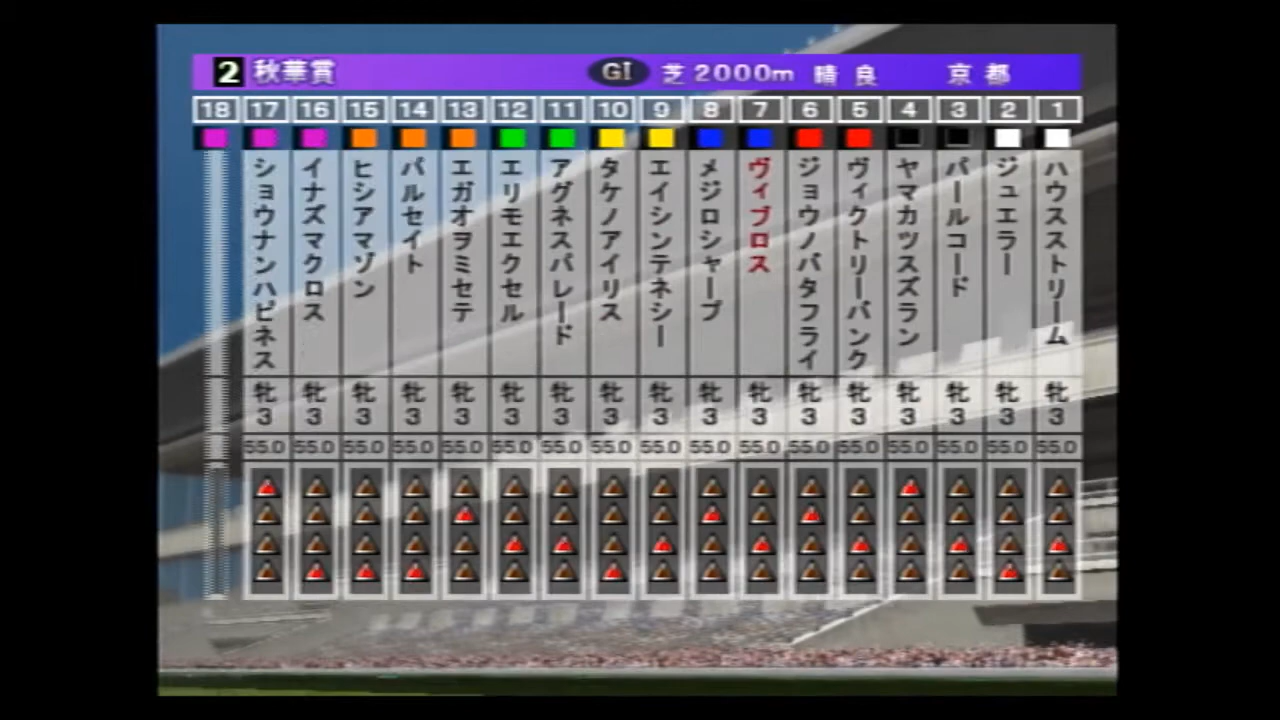 2 秋華賞 GI 芝2000m 晴 良 京都
18 17 16 15 14 13 12 11 10 9 8 7 6 5 4 3 2 1
ハウスストリーム
ジュエラー
パールコード
ヤマカツスズラン
ヴィクトリーバンク
ジョウノバタフライ
ヴィブロス
メジロシャープ
エイシンテネシー
タケノアイリス
アグネスパレード
エリモエクセル
エガオヲミセテ
パルセイト
ヒシアマゾン
イナズマクロス
ショウナンハピネス
牝 牝 牝 牝 牝 牝 牝 牝 牝 牝 牝 牝 牝 牝 牝 牝 牝
3 3 3 3 3 3 3 3 3 3 3 3 3 3 3 3 3
55.0 55.0 55.0 55.0 55.0 55.0 55.0 55.0 55.0 55.0 55.0 55.0 55.0 55.0 55.0 55.0 55.0